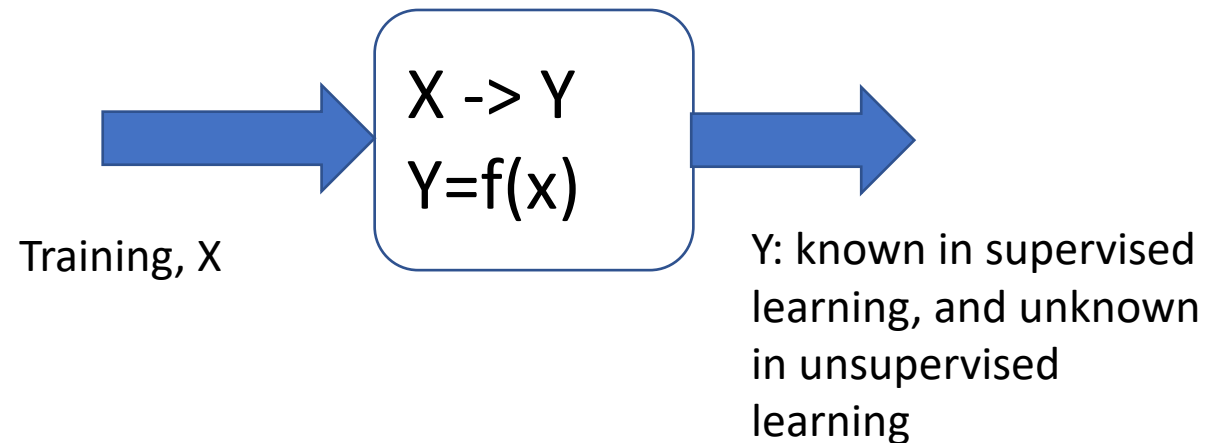 X -> Y
Y=f(x)
Training, X
Y: known in supervised
learning, and unknown
in unsupervised
learning